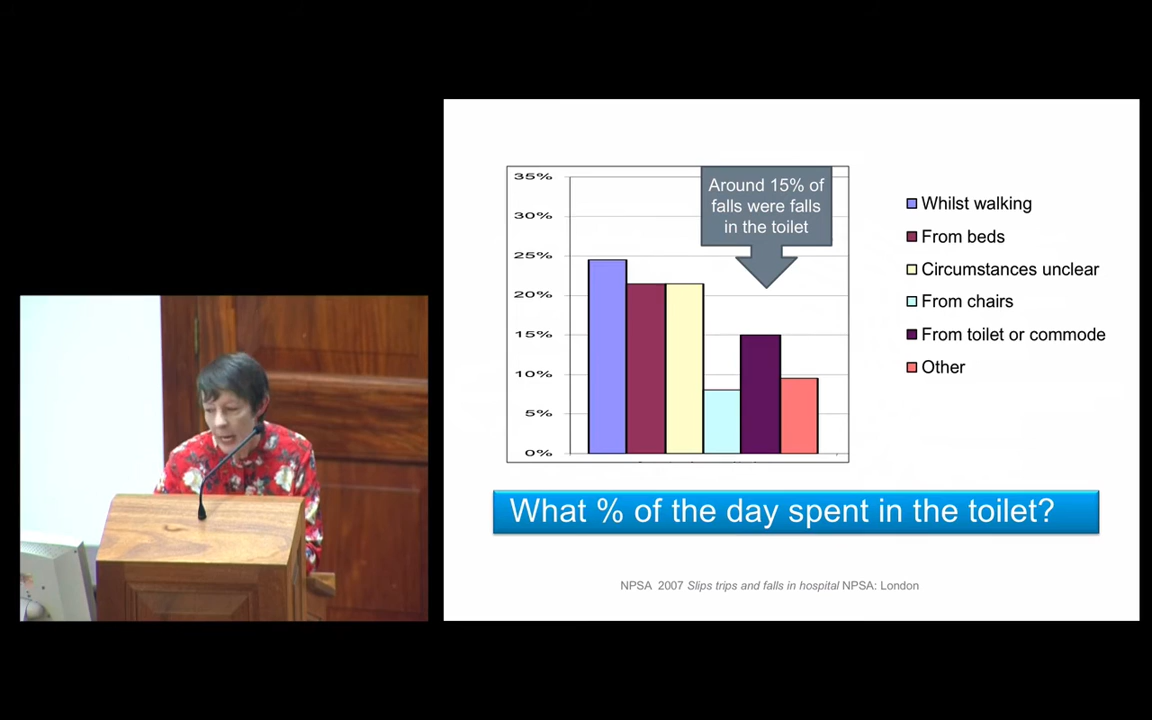 35%
30%
25%
20%
15%
10%
5%
0%
Around 15% of
falls were falls
in the toilet
Whilst walking
From beds
Circumstances unclear
From chairs
From toilet or commode
Other
What % of the day spent in the toilet?
NPSA 2007 Slips trips and falls in hospital NPSA: London